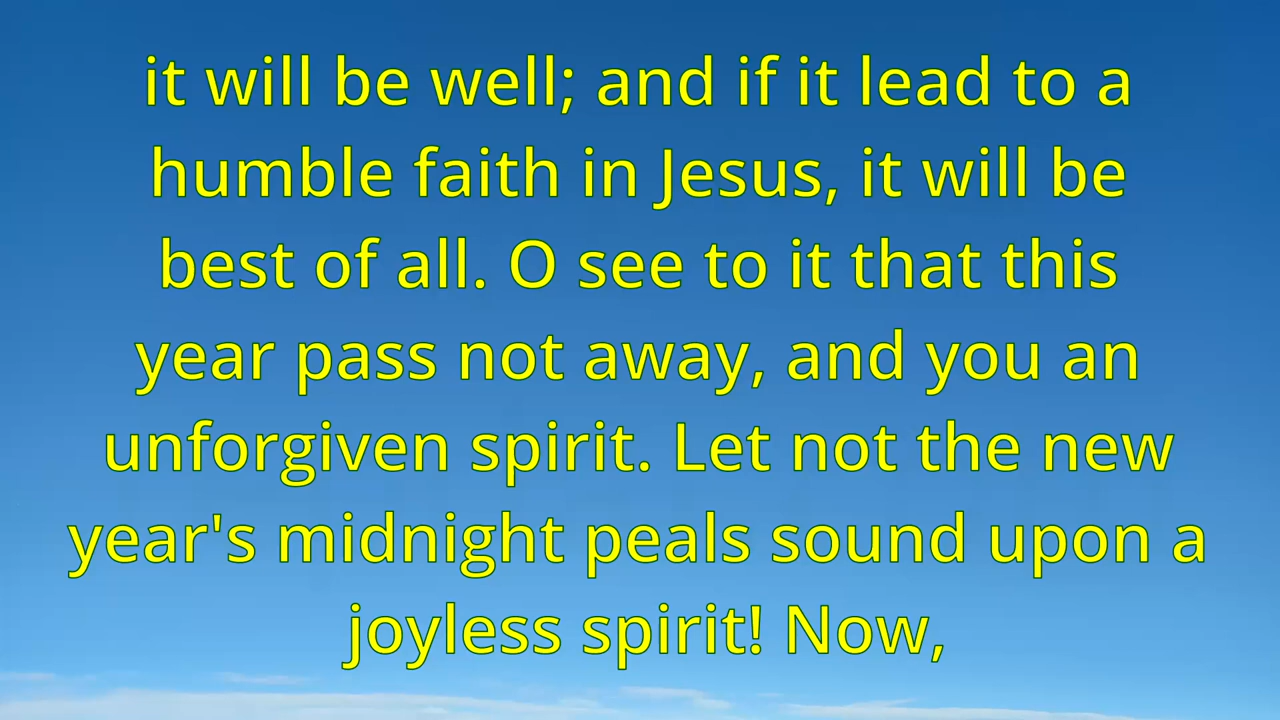 it will be well; and if it lead to a
humble faith in Jesus, it will be
best of all. O see to it that this
year pass not away, and you an
unforgiven spirit. Let not the new
year's midnight peals sound upon a
joyless spirit! Now,